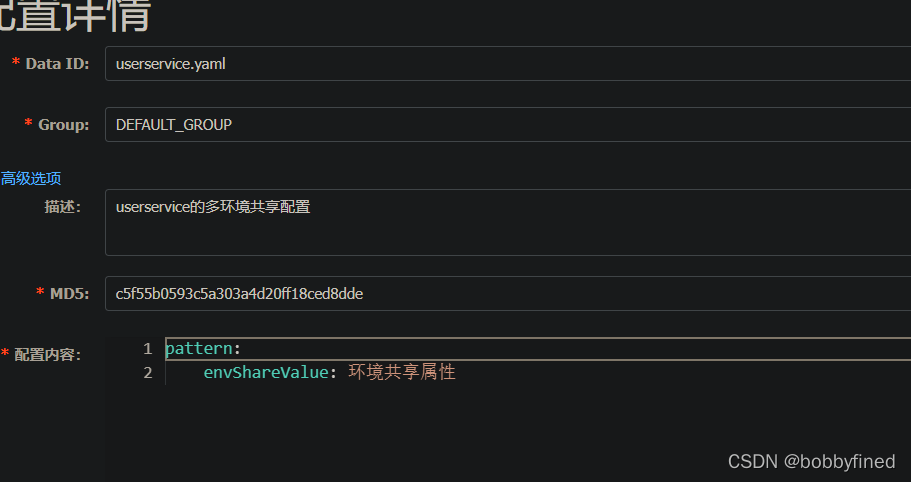 配置详情
* Data ID: userservice.yaml
* Group: DEFAULT_GROUP
高级选项
描述: userservice的多环境共享配置
* MD5: c5f55b0593c5a303a4d20ff18ced8dde
* 配置内容: 1 pattern:
2 envShareValue: 环境共享属性
CSDN @bobbyfined